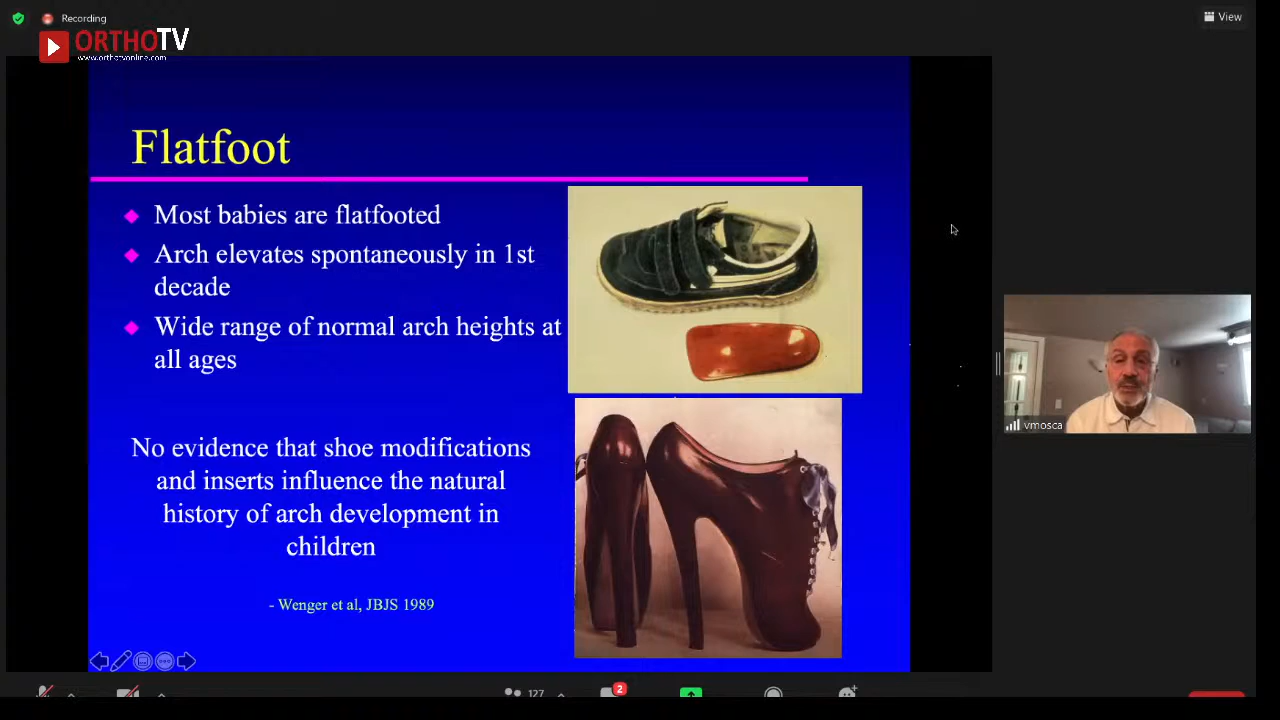 Recording
View
ORTHOTV
www.orthotvonline.com
Flatfoot
Most babies are flatfooted
Arch elevates spontaneously in 1st
decade
Wide range of normal arch heights at
all ages
No evidence that shoe modifications
and inserts influence the natural
history of arch development in
children
- Wenger et al, JBJS 1989
vmosca
127
2